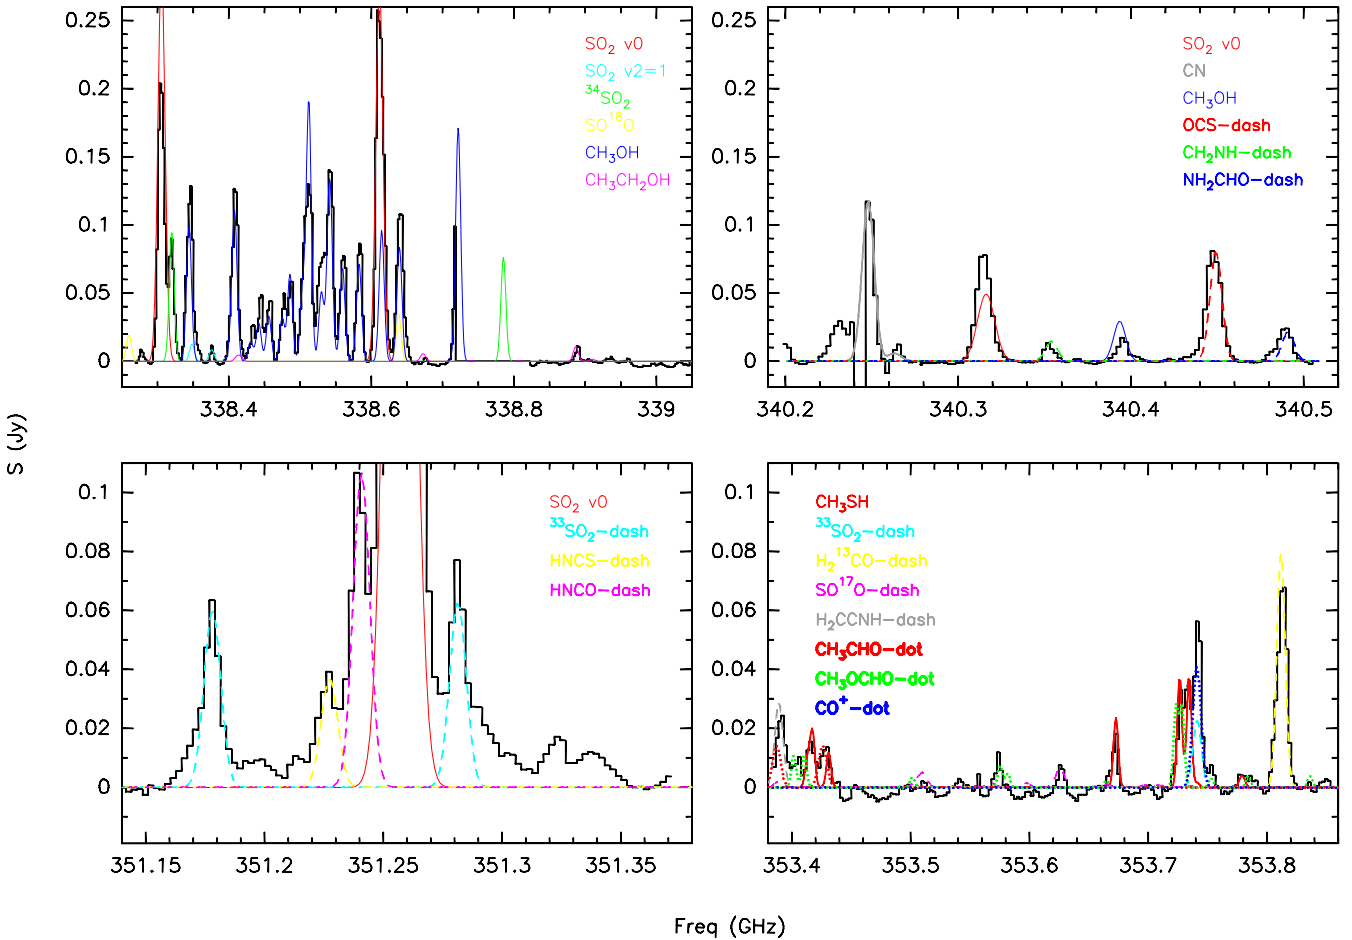 0.25
0.2
0.15
0.1
0.05
0
338.4
338.6
338.8
339
SO₂ v0
SO₂ v2=1
³⁴SO₂
SO¹⁸O
CH₃OH
CH₃CH₂OH
0.25
0.2
0.15
0.1
0.05
0
340.2
340.3
340.4
340.5
SO₂ v0
CN
CH₃OH
OCS-dash
CH₂NH-dash
NH₂CHO-dash
S (Jy)
0.1
0.08
0.06
0.04
0.02
0
351.15
351.2
351.25
351.3
351.35
SO₂ v0
³³SO₂-dash
HNCS-dash
HNCO-dash
0.1
0.08
0.06
0.04
0.02
0
353.4
353.5
353.6
353.7
353.8
CH₃SH
³³SO₂-dash
H₂¹³CO-dash
SO¹⁷O-dash
H₂CCNH-dash
CH₃CHO-dot
CH₃OCHO-dot
CO⁺-dot
Freq (GHz)